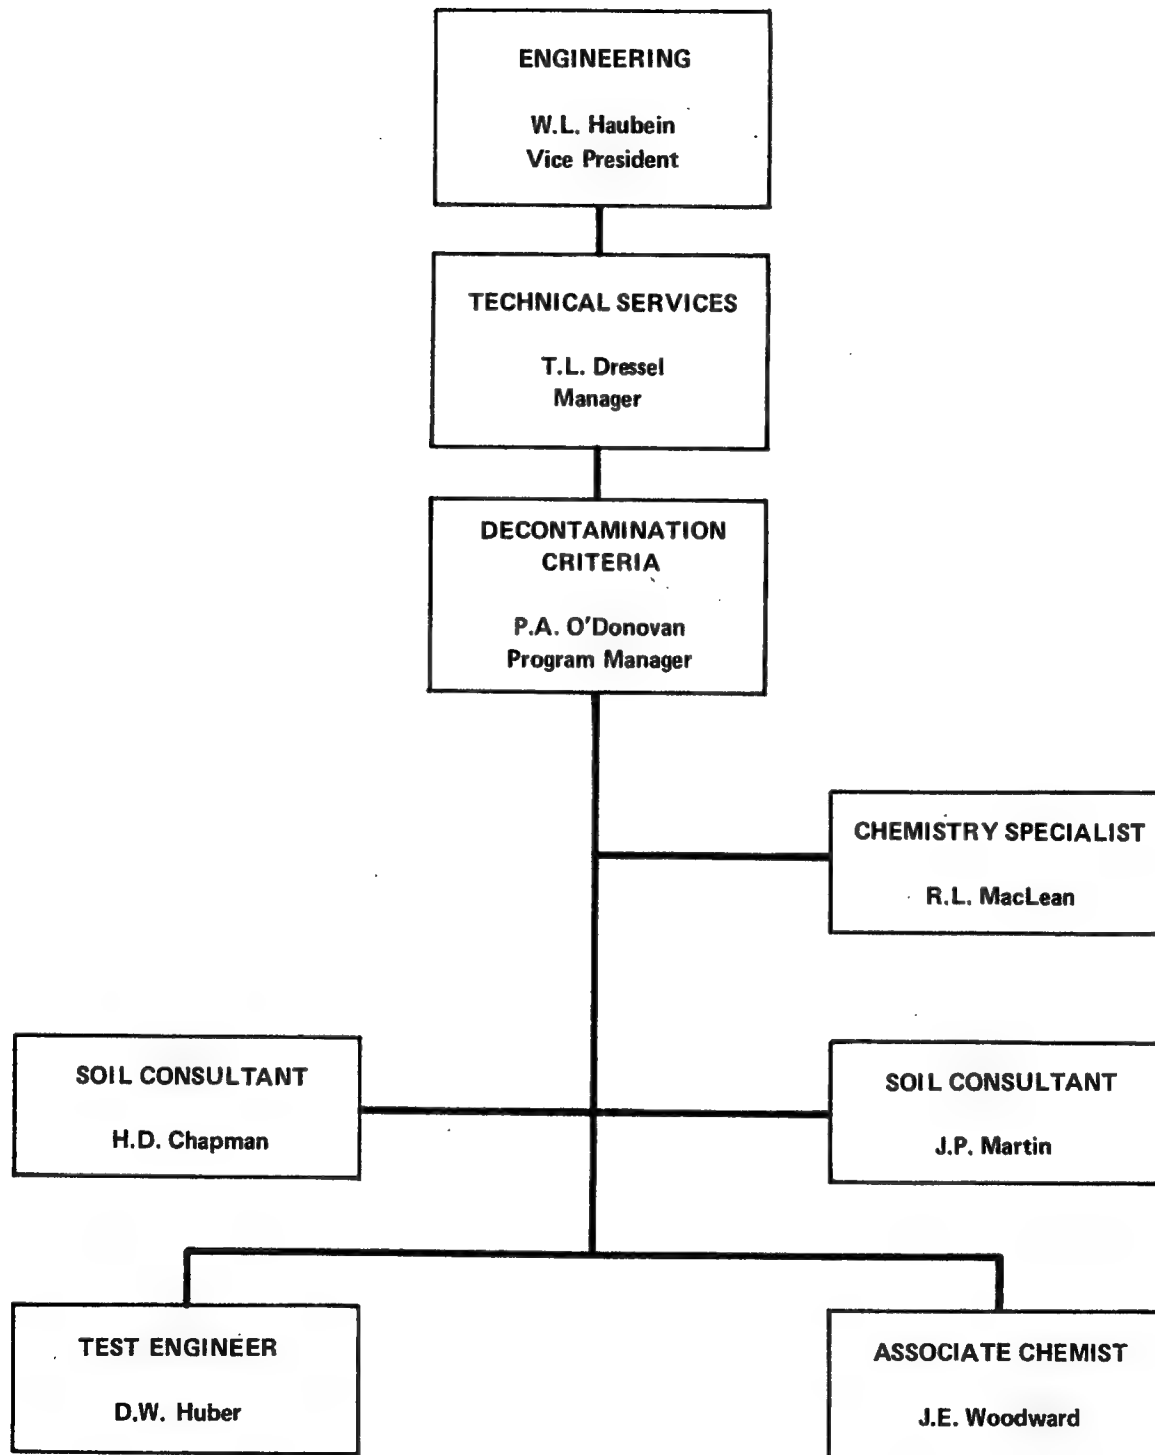 ENGINEERING
W.L. Haubein
Vice President
TECHNICAL SERVICES
T.L. Dressel
Manager
DECONTAMINATION
CRITERIA
P.A. O'Donovan
Program Manager
CHEMISTRY SPECIALIST
R.L. MacLean
SOIL CONSULTANT
H.D. Chapman
SOIL CONSULTANT
J.P. Martin
TEST ENGINEER
D.W. Huber
ASSOCIATE CHEMIST
J.E. Woodward